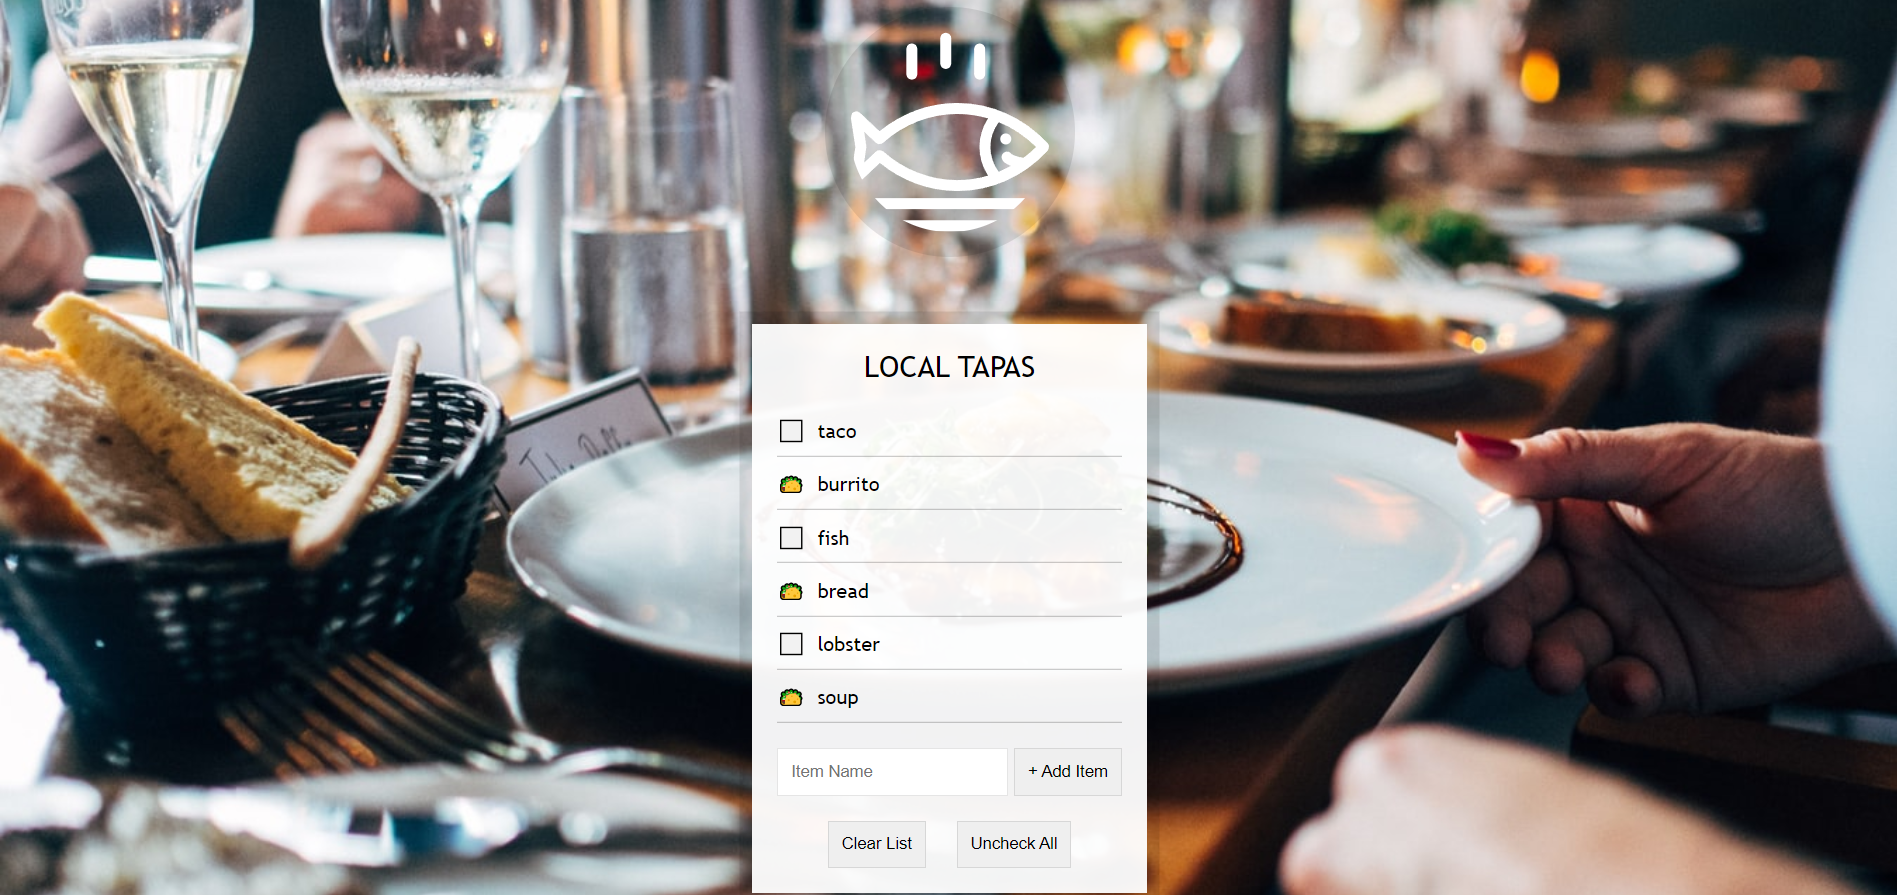 LOCAL TAPAS
taco
burrito
fish
bread
lobster
soup
Item Name
+ Add Item
Clear List
Uncheck All